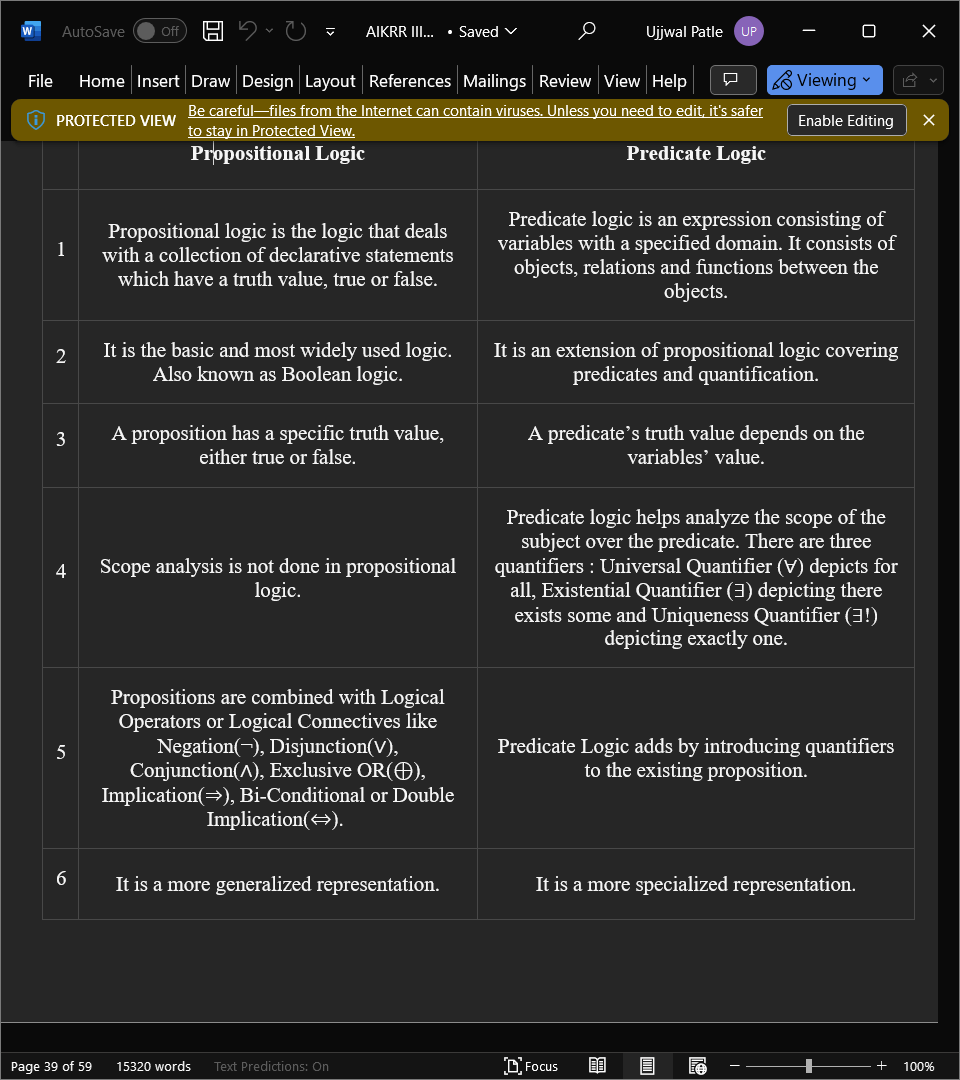 W AutoSave Off AIKRR III... • Saved Ujjwal Patle UP
File Home Insert Draw Design Layout References Mailings Review View Help Viewing
PROTECTED VIEW Be careful—files from the Internet can contain viruses. Unless you need to edit, it's safer
to stay in Protected View. Enable Editing
Propositional Logic Predicate Logic
1
Propositional logic is the logic that deals
with a collection of declarative statements
which have a truth value, true or false.
Predicate logic is an expression consisting of
variables with a specified domain. It consists of
objects, relations and functions between the
objects.
2
It is the basic and most widely used logic.
Also known as Boolean logic.
It is an extension of propositional logic covering
predicates and quantification.
3
A proposition has a specific truth value,
either true or false.
A predicate’s truth value depends on the
variables’ value.
4
Scope analysis is not done in propositional
logic.
Predicate logic helps analyze the scope of the
subject over the predicate. There are three
quantifiers : Universal Quantifier (∀) depicts for
all, Existential Quantifier (∃) depicting there
exists some and Uniqueness Quantifier (∃!)
depicting exactly one.
5
Propositions are combined with Logical
Operators or Logical Connectives like
Negation(¬), Disjunction(∨),
Conjunction(∧), Exclusive OR(⨁),
Implication(⇒), Bi-Conditional or Double
Implication(⇔).
Predicate Logic adds by introducing quantifiers
to the existing proposition.
6
It is a more generalized representation.
It is a more specialized representation.
Page 39 of 59 15320 words Text Predictions: On Focus 100%